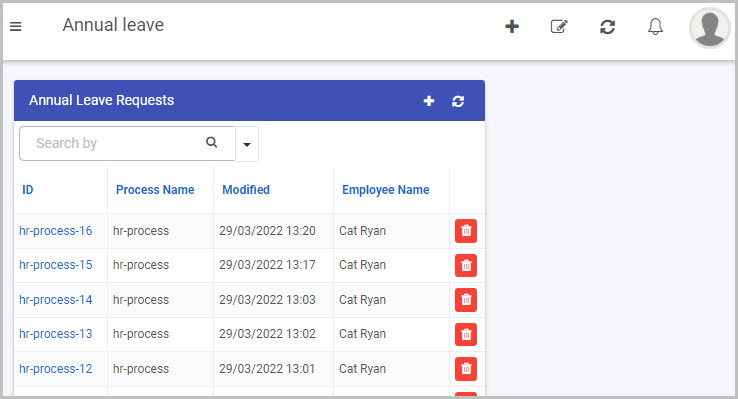 Annual leave
Annual Leave Requests
Search by
ID Process Name Modified Employee Name
hr-process-16 hr-process 29/03/2022 13:20 Cat Ryan
hr-process-15 hr-process 29/03/2022 13:17 Cat Ryan
hr-process-14 hr-process 29/03/2022 13:03 Cat Ryan
hr-process-13 hr-process 29/03/2022 13:02 Cat Ryan
hr-process-12 hr-process 29/03/2022 13:01 Cat Ryan